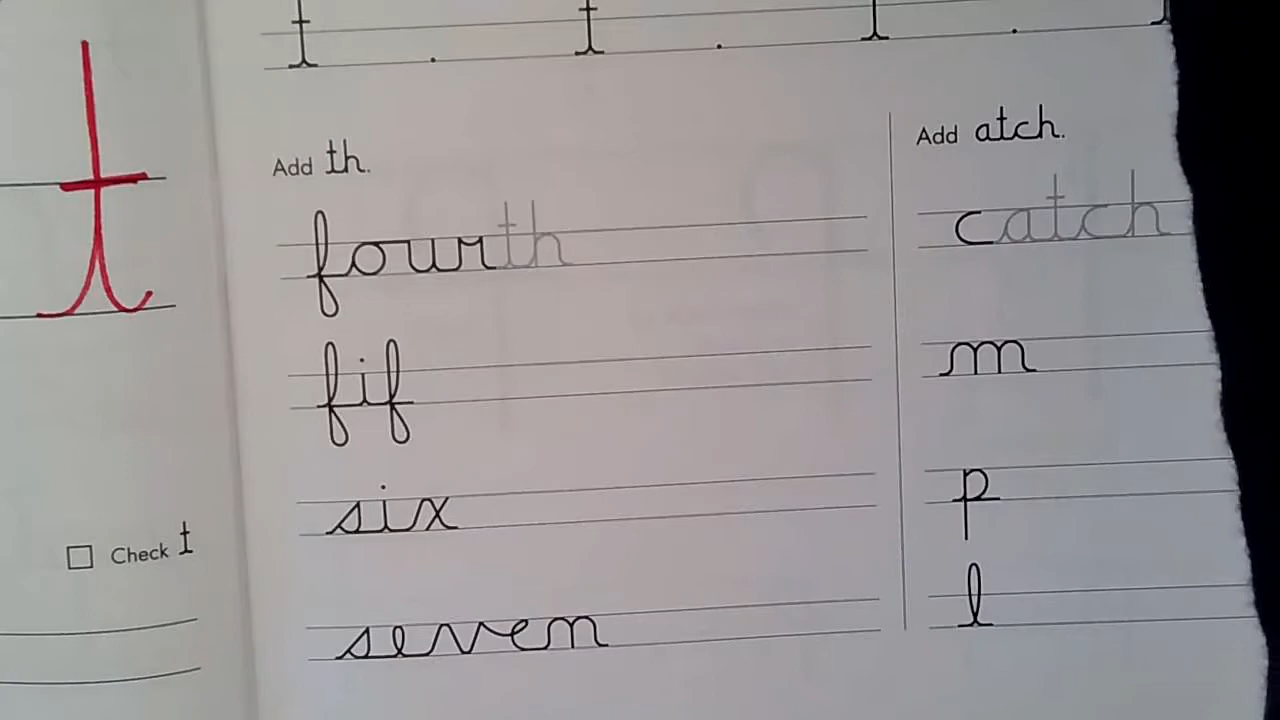 t . t . t .
t
Add th.
fourth
fif
six
seven
Add atch.
catch
m
p
l
Check t